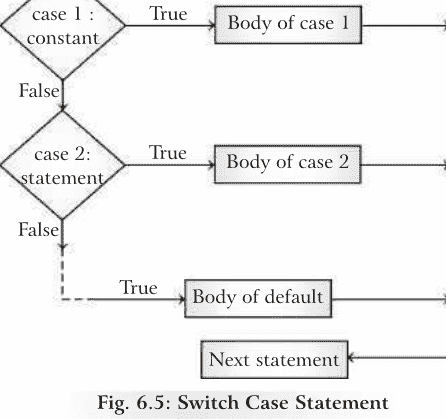 case 1 :
constant
True
Body of case 1
False
case 2:
statement
True
Body of case 2
False
True
Body of default
Next statement
Fig. 6.5: Switch Case Statement